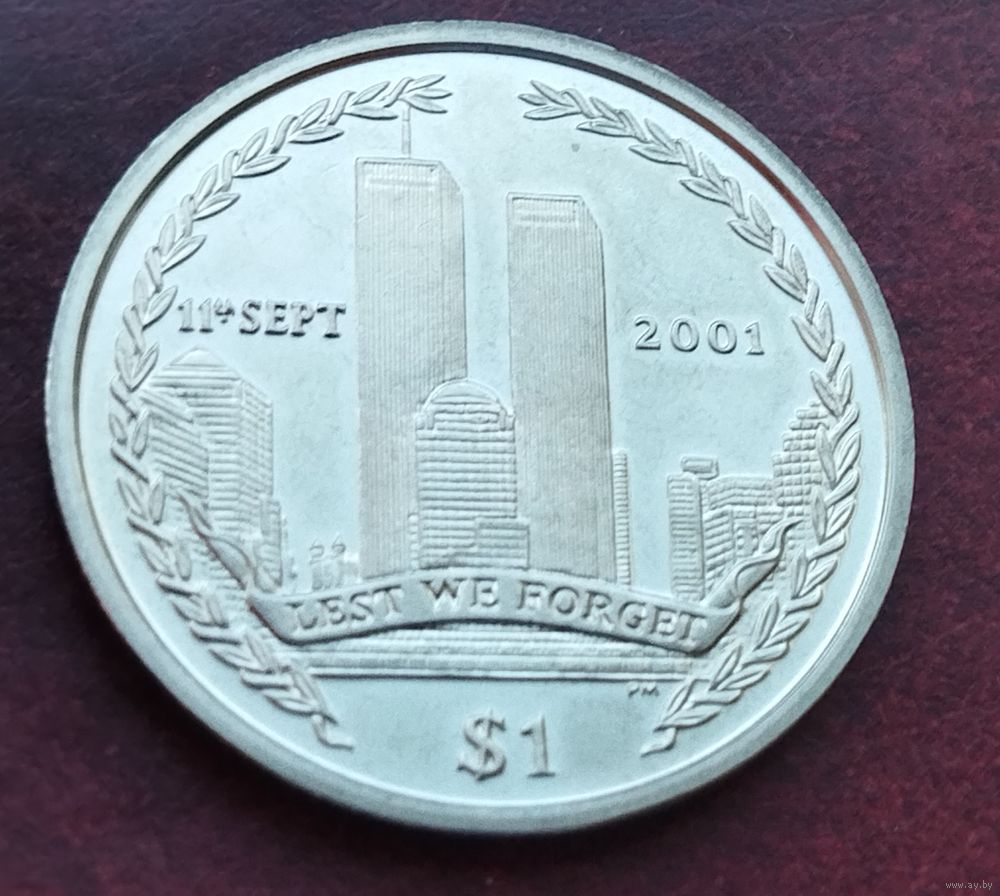 11th SEPT
2001
LEST WE FORGET
PM
$1
www.ay.by